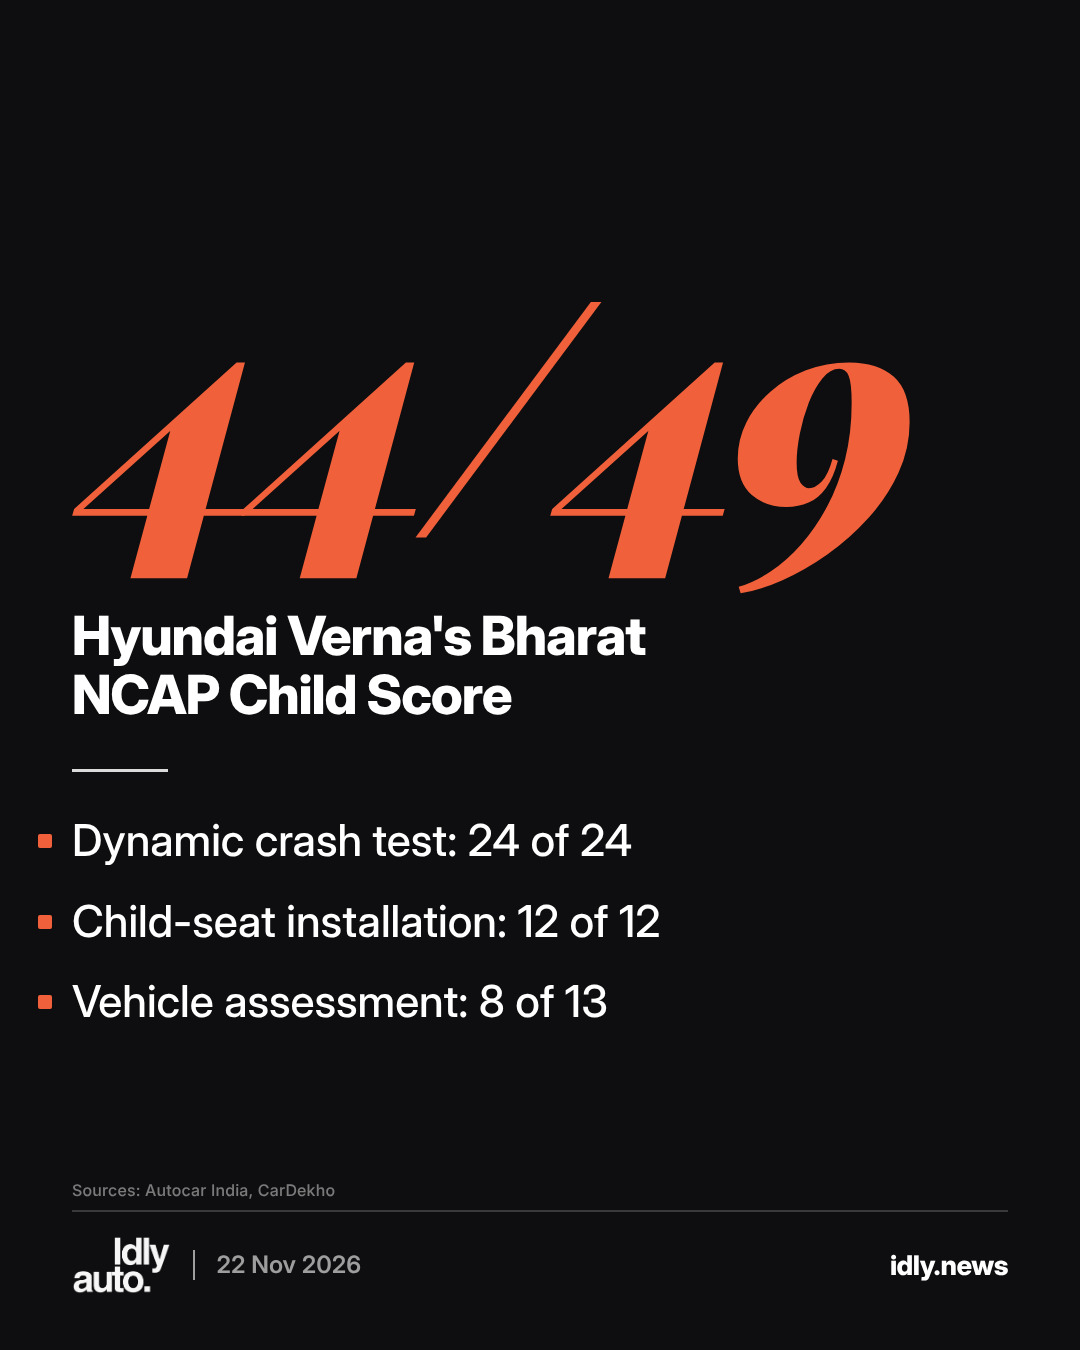 44/49
Hyundai Verna's Bharat
NCAP Child Score
Dynamic crash test: 24 of 24
Child-seat installation: 12 of 12
Vehicle assessment: 8 of 13
Sources: Autocar India, CarDekho
Idly
auto.
22 Nov 2026
idly.news